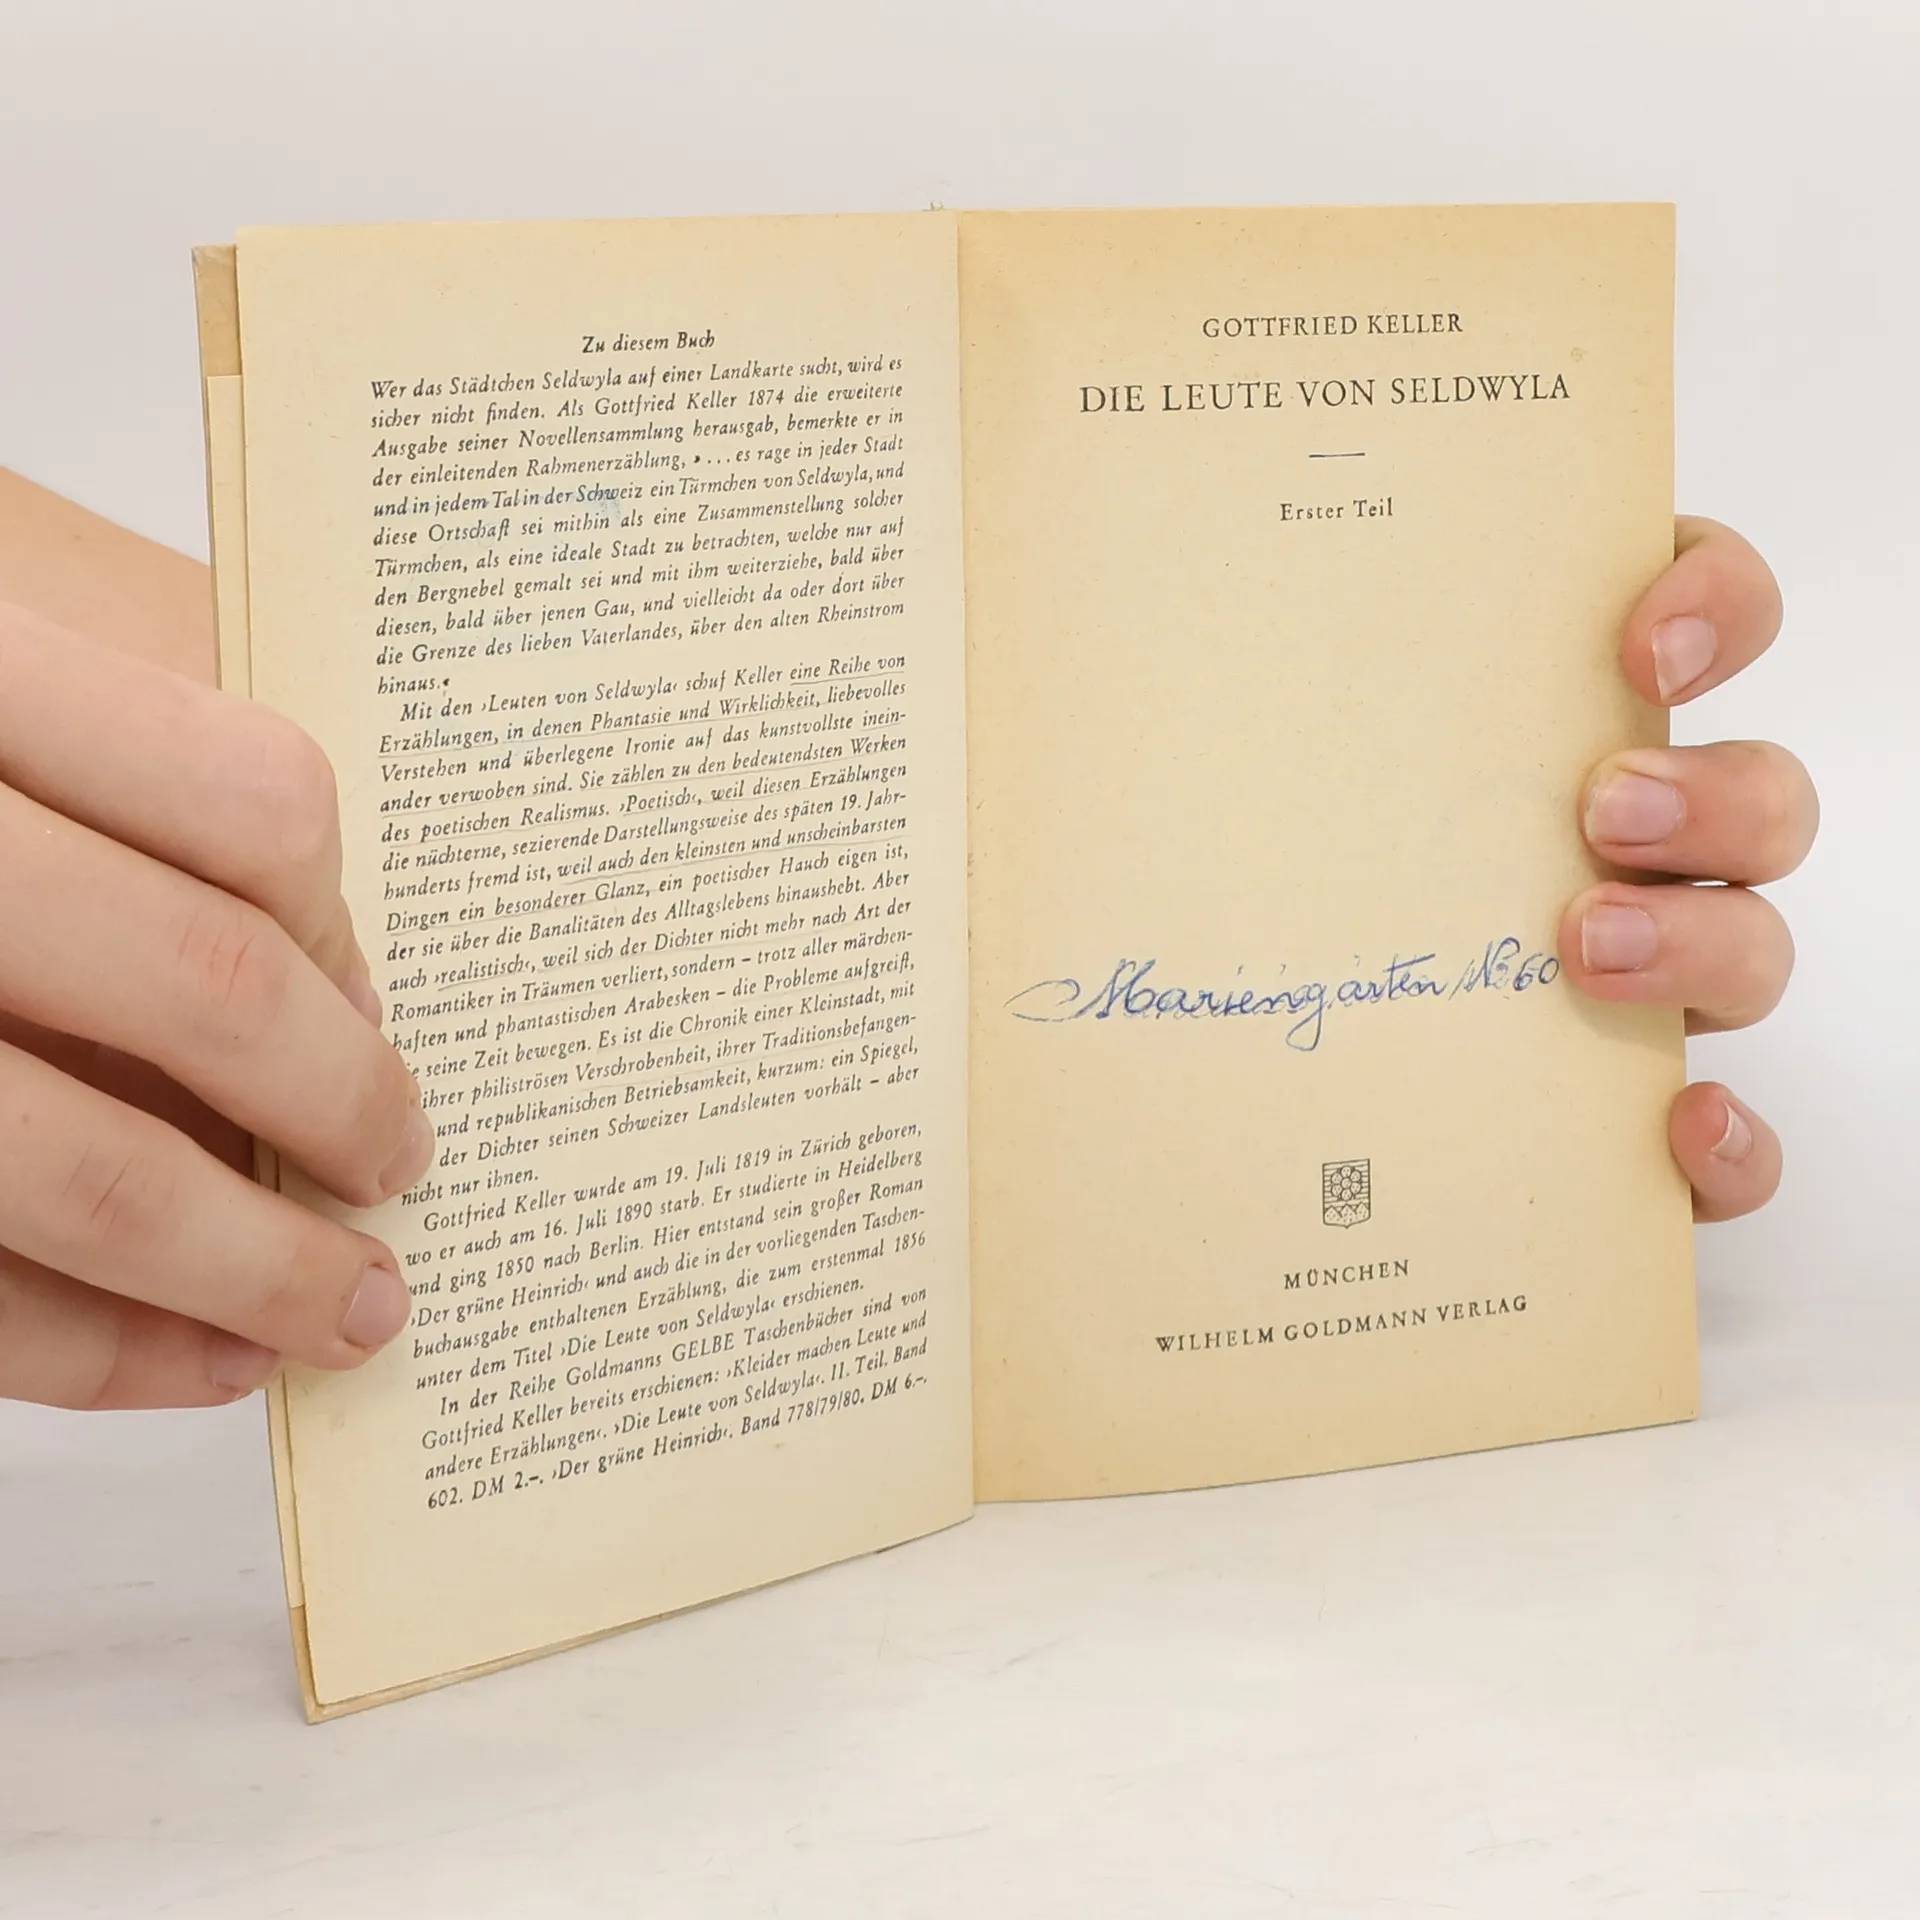 Zu diesem Buch
Wer das Städtchen Seldwyla auf einer Landkarte sucht, wird es
sicher nicht finden. Als Gottfried Keller 1874 die erweiterte
Ausgabe seiner Novellensammlung herausgab, bemerkte er in
der einleitenden Rahmenerzählung, »... es rage in jeder Stadt
und in jedem Tal in der Schweiz ein Türmchen von Seldwyla, und
diese Ortschaft sei mithin als eine Zusammenstellung solcher
Türmchen, als eine ideale Stadt zu betrachten, welche nur auf
den Bergnebel gemalt sei und mit ihm weiterziehe, bald über
diesen, bald über jenen Gau, und vielleicht da oder dort über
die Grenze des lieben Vaterlandes, über den alten Rheinstrom
hinaus.«
Mit den ›Leuten von Seldwyla‹ schuf Keller eine Reihe von
Erzählungen, in denen Phantasie und Wirklichkeit, liebevolles
Verstehen und überlegene Ironie auf das kunstvollste inein-
ander verwoben sind. Sie zählen zu den bedeutendsten Werken
des poetischen Realismus. ›Poetisch‹, weil diesen Erzählungen
die nüchterne, sezierende Darstellungsweise des späten 19. Jahr-
hunderts fremd ist, weil auch den kleinsten und unscheinbarsten
Dingen ein besonderer Glanz, ein poetischer Hauch eigen ist,
der sie über die Banalitäten des Alltagslebens hinaushebt. Aber
auch ›realistisch‹, weil sich der Dichter nicht mehr nach Art der
Romantiker in Träumen verliert, sondern – trotz aller märchen-
haften und phantastischen Arabesken – die Probleme aufgreift,
seine Zeit bewegen. Es ist die Chronik einer Kleinstadt, mit
ihrer philiströsen Verschrobenheit, ihrer Traditionsbefangen-
und republikanischen Betriebsamkeit, kurzum: ein Spiegel,
der Dichter seinen Schweizer Landsleuten vorhält – aber
nicht nur ihnen.
Gottfried Keller wurde am 19. Juli 1819 in Zürich geboren,
wo er auch am 16. Juli 1890 starb. Er studierte in Heidelberg
und ging 1850 nach Berlin. Hier entstand sein großer Roman
›Der grüne Heinrich‹ und auch die in der vorliegenden Taschen-
buchausgabe enthaltenen Erzählung, die zum erstenmal 1856
unter dem Titel ›Die Leute von Seldwyla‹ erschienen.
In der Reihe Goldmanns GELBE Taschenbücher sind von
Gottfried Keller bereits erschienen: ›Kleider machen Leute und
andere Erzählungen‹. ›Die Leute von Seldwyla‹. II. Teil. Band
602. DM 2.–. ›Der grüne Heinrich‹. Band 778/79/80. DM 6.–.
GOTTFRIED KELLER
DIE LEUTE VON SELDWYLA
Erster Teil
Mariengärten No 60
MÜNCHEN
WILHELM GOLDMANN VERLAG